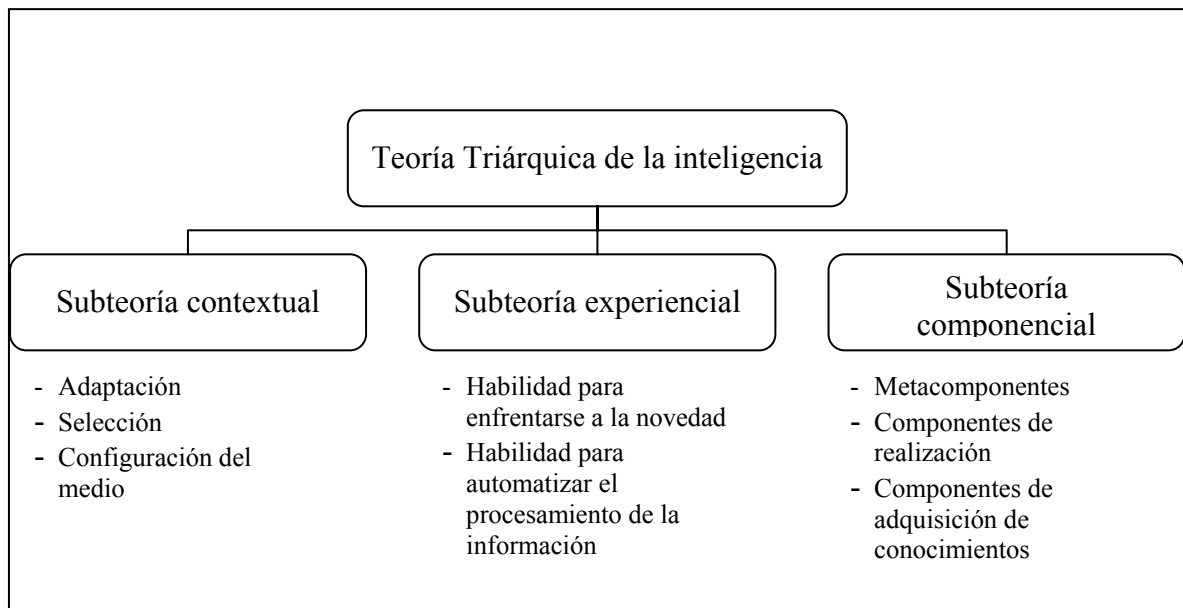 Teoría Triárquica de la inteligencia
Subteoría contextual
- Adaptación
- Selección
- Configuración del
medio
Subteoría experiencial
- Habilidad para
enfrentarse a la novedad
- Habilidad para
automatizar el
procesamiento de la
información
Subteoría
componencial
- Metacomponentes
- Componentes de
realización
- Componentes de
adquisición de
conocimientos